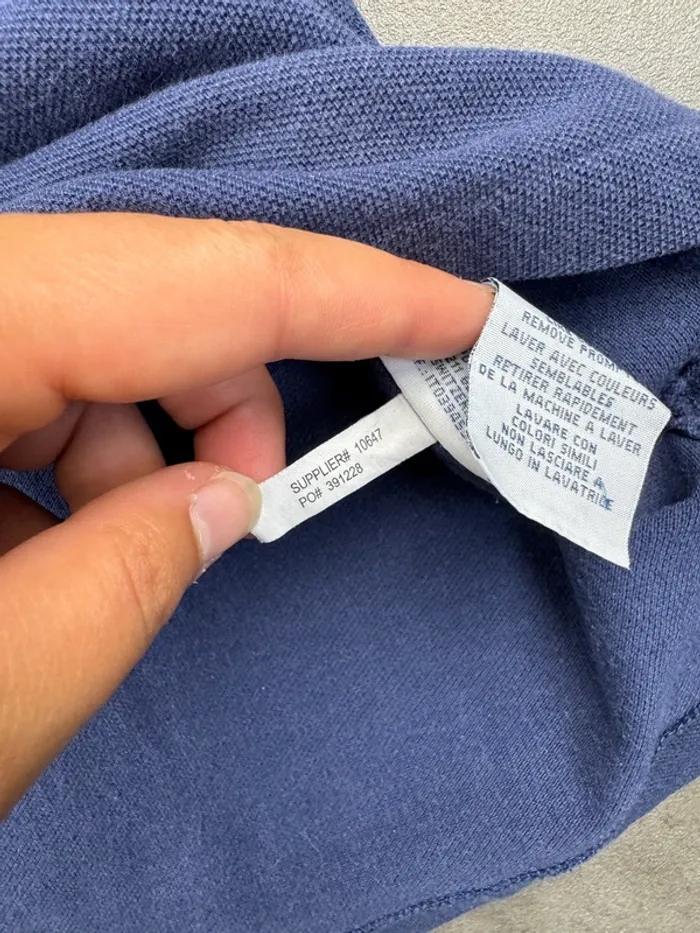 SUPPLIER# 10647
PO# 391228
REMOVE PROM
LAVER AVEC COULEURS
SEMBLABLES
RETIRER RAPIDEMENT
DE LA MACHINE A LAVER
LAVARE CON
COLORI SIMILI
NON LASCIARE A
LUNGO IN LAVATRICE